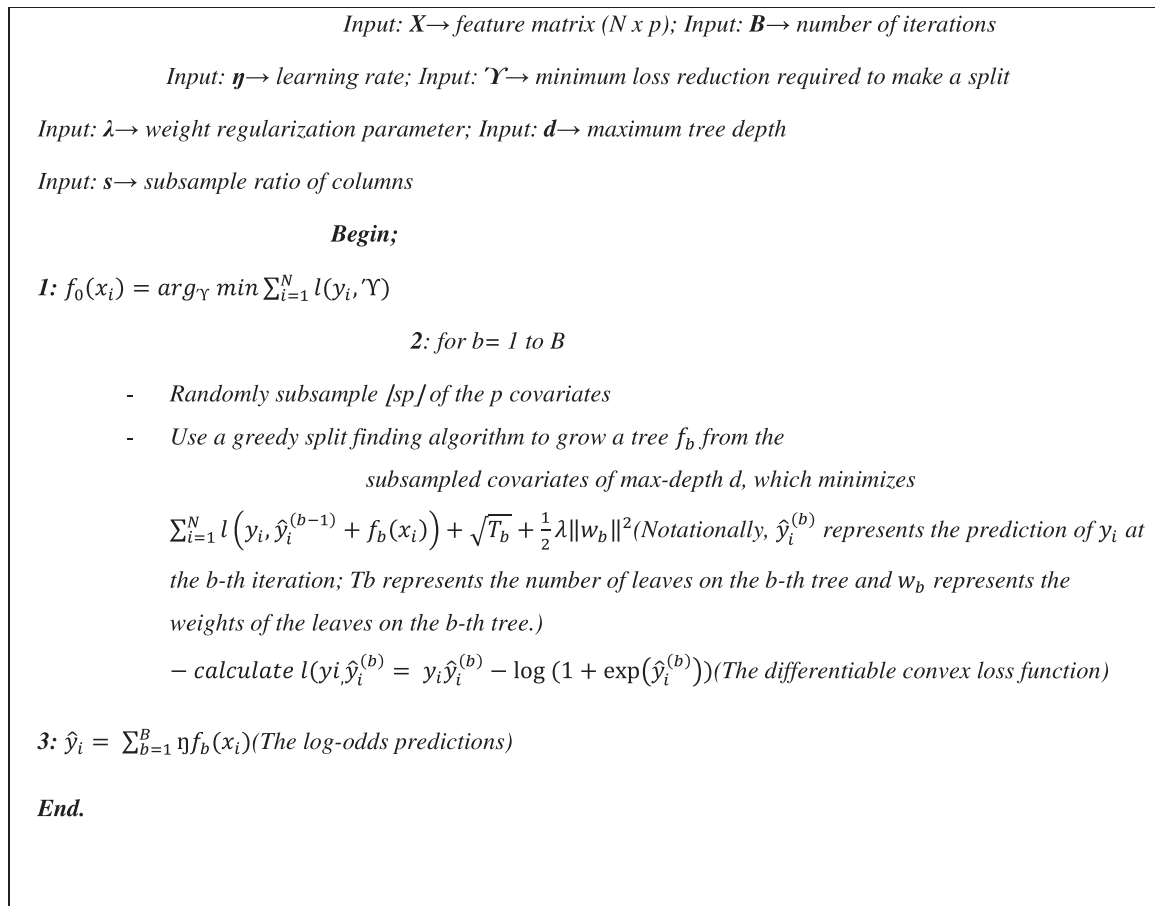 Input: X→ feature matrix (N x p); Input: B→ number of iterations
Input: ŋ→ learning rate; Input: ϓ→ minimum loss reduction required to make a split
Input: λ→ weight regularization parameter; Input: d→ maximum tree depth
Input: s→ subsample ratio of columns
Begin;
1: f₀(xᵢ) = arg_ϓ min ∑ᵢ₌₁ᴺ l(yᵢ, ϓ)
2: for b= 1 to B
- Randomly subsample ⌊sp⌋ of the p covariates
- Use a greedy split finding algorithm to grow a tree f_b from the
subsampled covariates of max-depth d, which minimizes
∑ᵢ₌₁ᴺ l(yᵢ, ŷᵢ^(b−1) + f_b(xᵢ)) + √T_b + ½λ‖w_b‖²(Notationally, ŷᵢ^(b) represents the prediction of yᵢ at
the b-th iteration; Tb represents the number of leaves on the b-th tree and w_b represents the
weights of the leaves on the b-th tree.)
− calculate l(yi, ŷᵢ^(b) = yᵢŷᵢ^(b) − log (1 + exp(ŷᵢ^(b)))(The differentiable convex loss function)
3: ŷᵢ = ∑_b₌₁ᴮ ŋf_b(xᵢ)(The log-odds predictions)
End.